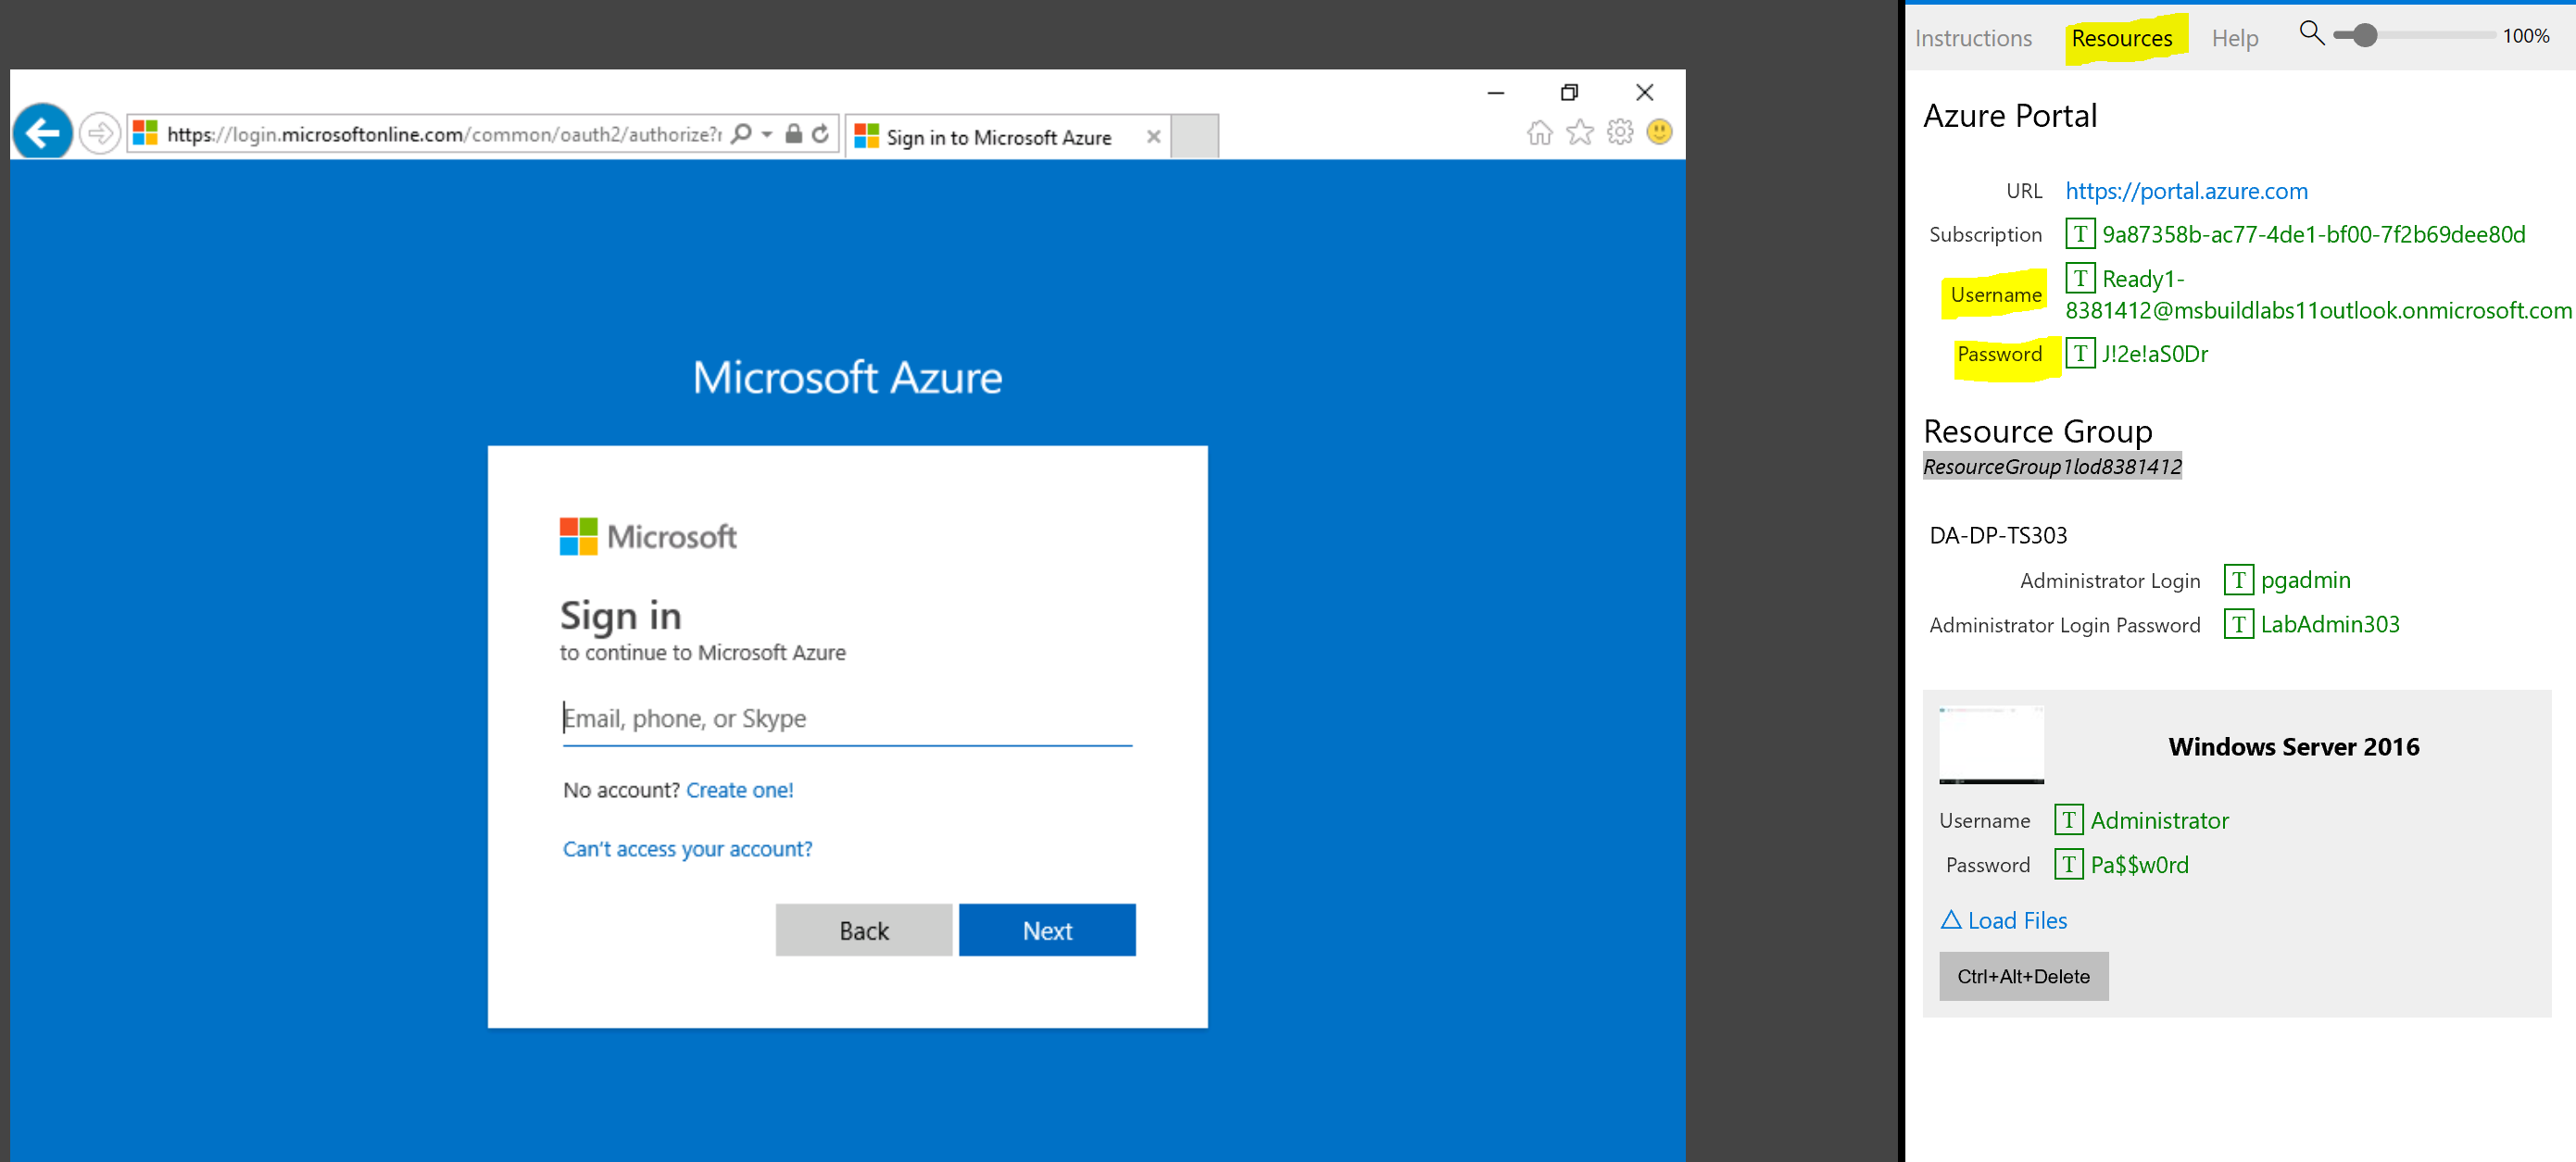 https://login.microsoftonline.com/common/oauth2/authorize?r
Sign in to Microsoft Azure
Microsoft Azure
Microsoft
Sign in
to continue to Microsoft Azure
Email, phone, or Skype
No account? Create one!
Can't access your account?
Back Next
Instructions Resources Help 100%
Azure Portal
URL https://portal.azure.com
Subscription T 9a87358b-ac77-4de1-bf00-7f2b69dee80d
Username T Ready1-
8381412@msbuildlabs11outlook.onmicrosoft.com
Password T J!2e!aS0Dr
Resource Group
ResourceGroup1lod8381412
DA-DP-TS303
Administrator Login T pgadmin
Administrator Login Password T LabAdmin303
Windows Server 2016
Username T Administrator
Password T Pa$$w0rd
Load Files
Ctrl+Alt+Delete